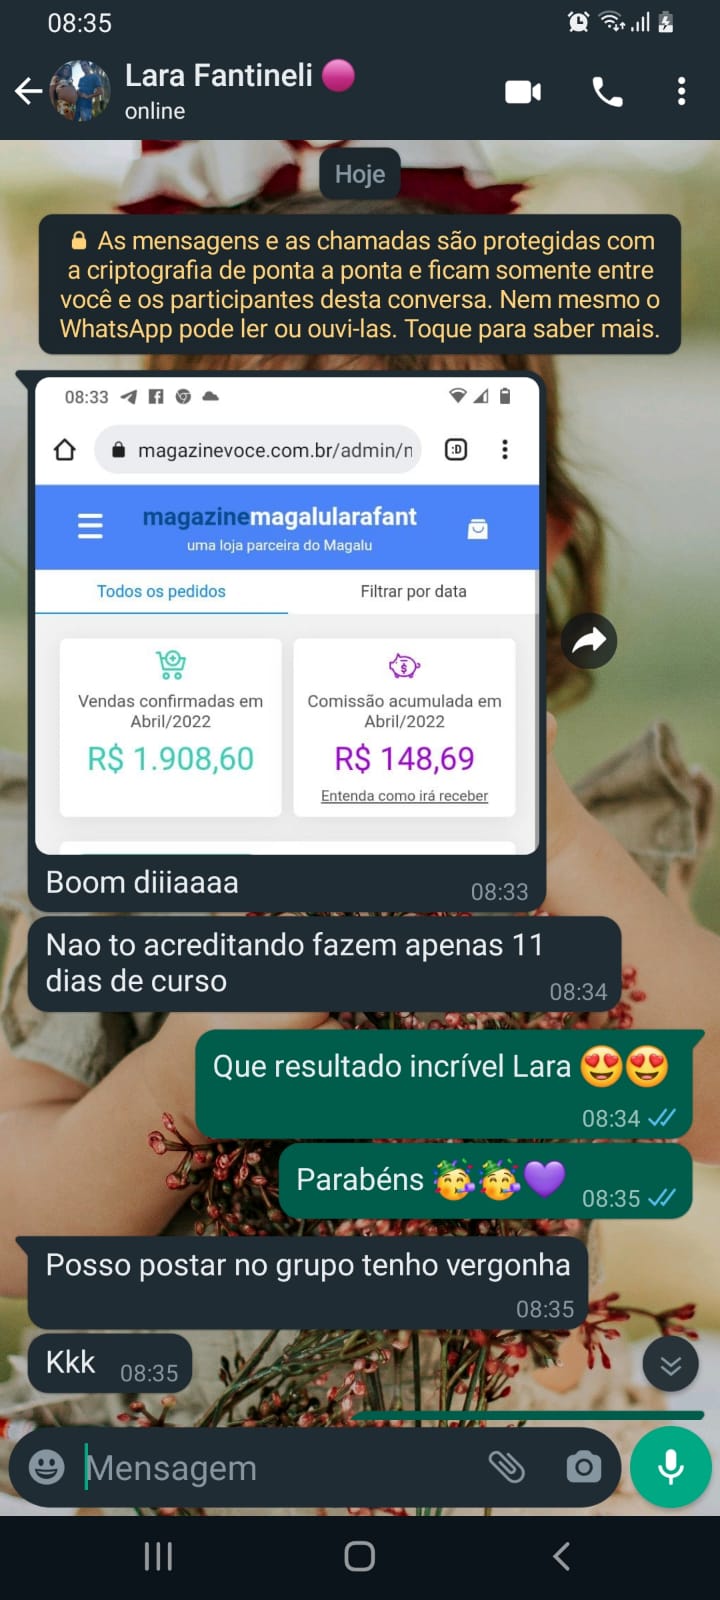 08:35
Lara Fantineli
online
Hoje
As mensagens e as chamadas são protegidas com
a criptografia de ponta a ponta e ficam somente entre
você e os participantes desta conversa. Nem mesmo o
WhatsApp pode ler ou ouvi-las. Toque para saber mais.
08:33
magazinevoce.com.br/admin/n
:D
magazinemagalularafant
uma loja parceira do Magalu
Todos os pedidos
Filtrar por data
Vendas confirmadas em
Abril/2022
R$ 1.908,60
Comissão acumulada em
Abril/2022
R$ 148,69
Entenda como irá receber
Boom diiiaaaa
08:33
Nao to acreditando fazem apenas 11
dias de curso
08:34
Que resultado incrível Lara 😍😍
08:34
Parabéns 🥳🥳💜
08:35
Posso postar no grupo tenho vergonha
08:35
Kkk
08:35
Mensagem